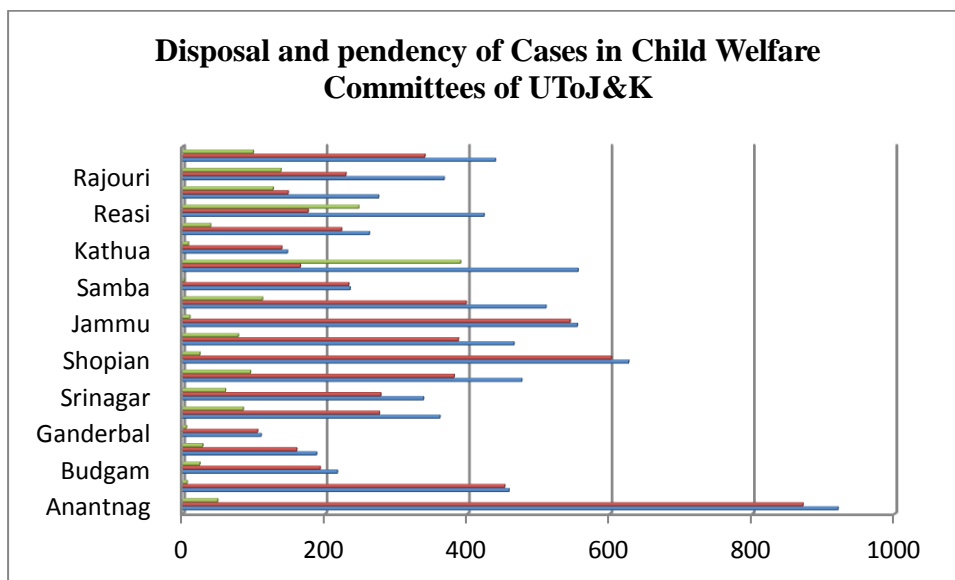 Disposal and pendency of Cases in Child Welfare
Committees of UToJ&K
Rajouri
Reasi
Kathua
Samba
Jammu
Shopian
Srinagar
Ganderbal
Budgam
Anantnag
0 200 400 600 800 1000